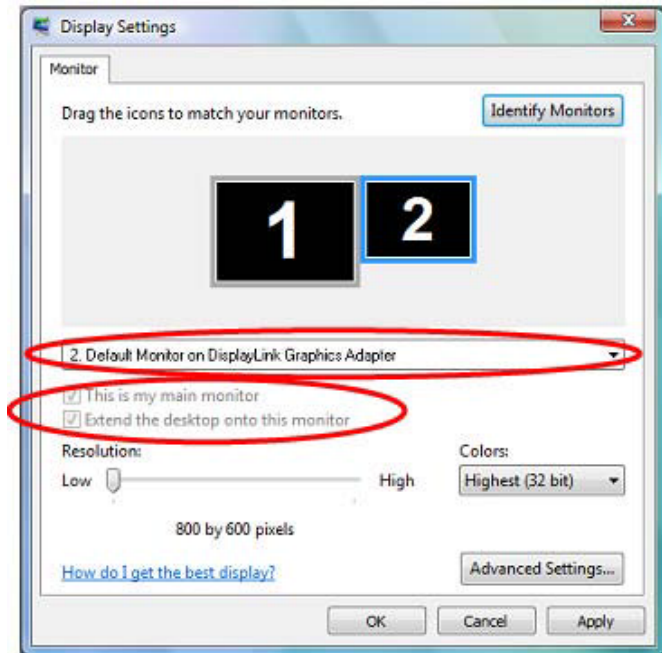 Display Settings
Monitor
Drag the icons to match your monitors.
Identify Monitors
1
2
2. Default Monitor on DisplayLink Graphics Adapter
This is my main monitor
Extend the desktop onto this monitor
Resolution:
Colors:
Low
High
Highest (32 bit)
800 by 600 pixels
How do I get the best display?
Advanced Settings...
OK
Cancel
Apply